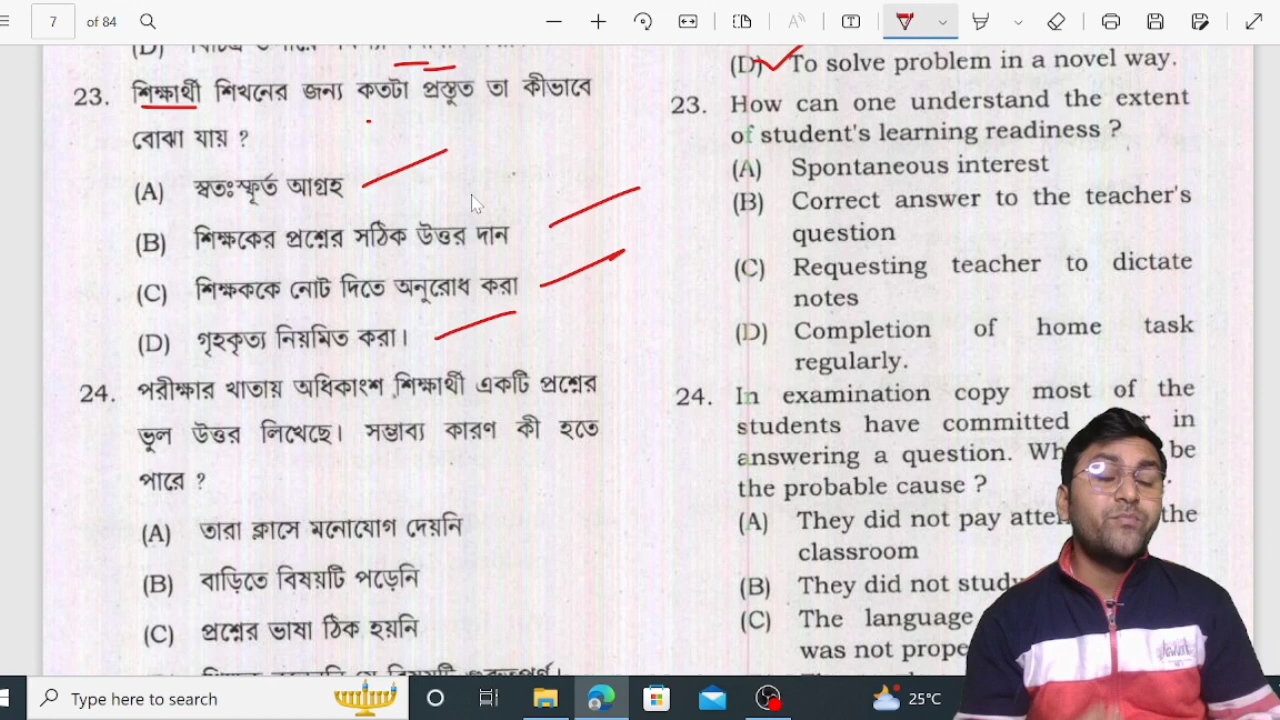 7 of 84
(D)
23. শিক্ষার্থী শিখনের জন্য কতটা প্রস্তুত তা কীভাবে
বোঝা যায় ?
(A) স্বতঃস্ফূর্ত আগ্রহ
(B) শিক্ষকের প্রশ্নের সঠিক উত্তর দান
(C) শিক্ষককে নোট দিতে অনুরোধ করা
(D) গৃহকৃত্য নিয়মিত করা।
24. পরীক্ষার খাতায় অধিকাংশ শিক্ষার্থী একটি প্রশ্নের
ভুল উত্তর লিখেছে। সম্ভাব্য কারণ কী হতে
পারে ?
(A) তারা ক্লাসে মনোযোগ দেয়নি
(B) বাড়িতে বিষয়টি পড়েনি
(C) প্রশ্নের ভাষা ঠিক হয়নি
(D) To solve problem in a novel way.
23. How can one understand the extent
of student's learning readiness ?
(A) Spontaneous interest
(B) Correct answer to the teacher's
question
(C) Requesting teacher to dictate
notes
(D) Completion of home task
regularly.
24. In examination copy most of the
students have committed in
answering a question. be
the probable cause ?
(A) They did not pay the
classroom
(B) They did not
(C) The language
was not
Type here to search
25°C